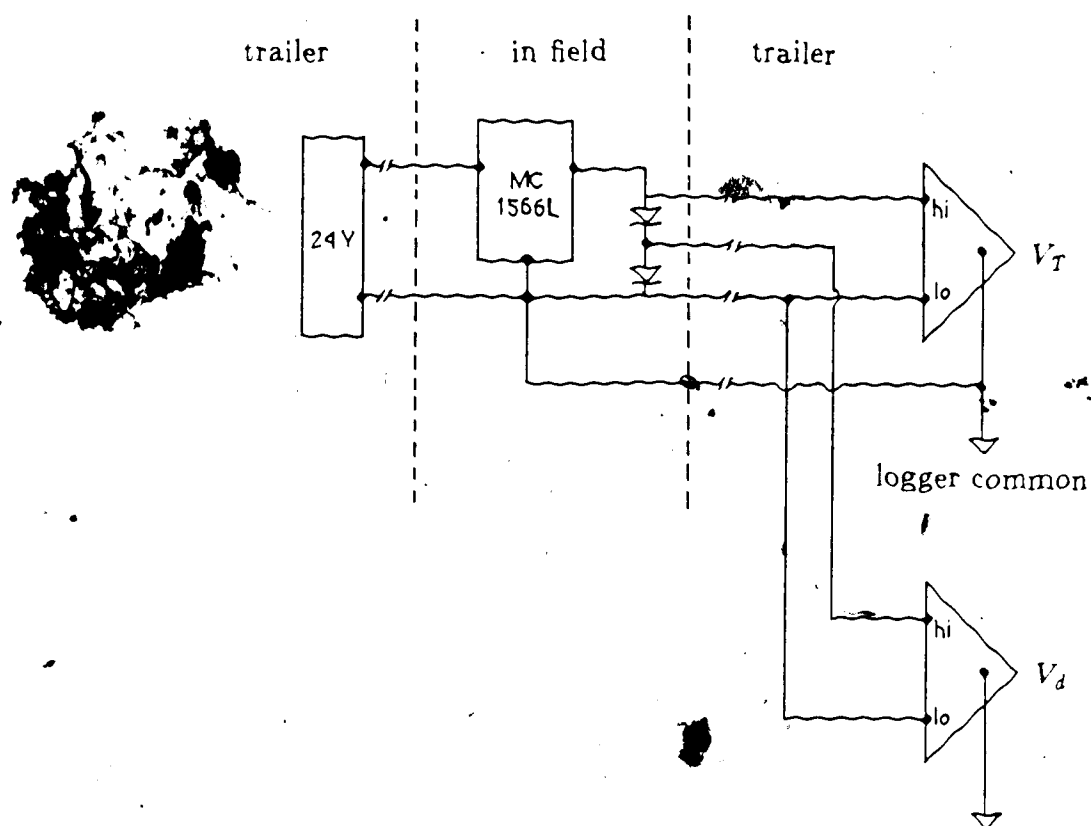 trailer
in field
trailer
24V
MC
1566L
hi
lo
V_T
logger common
hi
lo
V_d